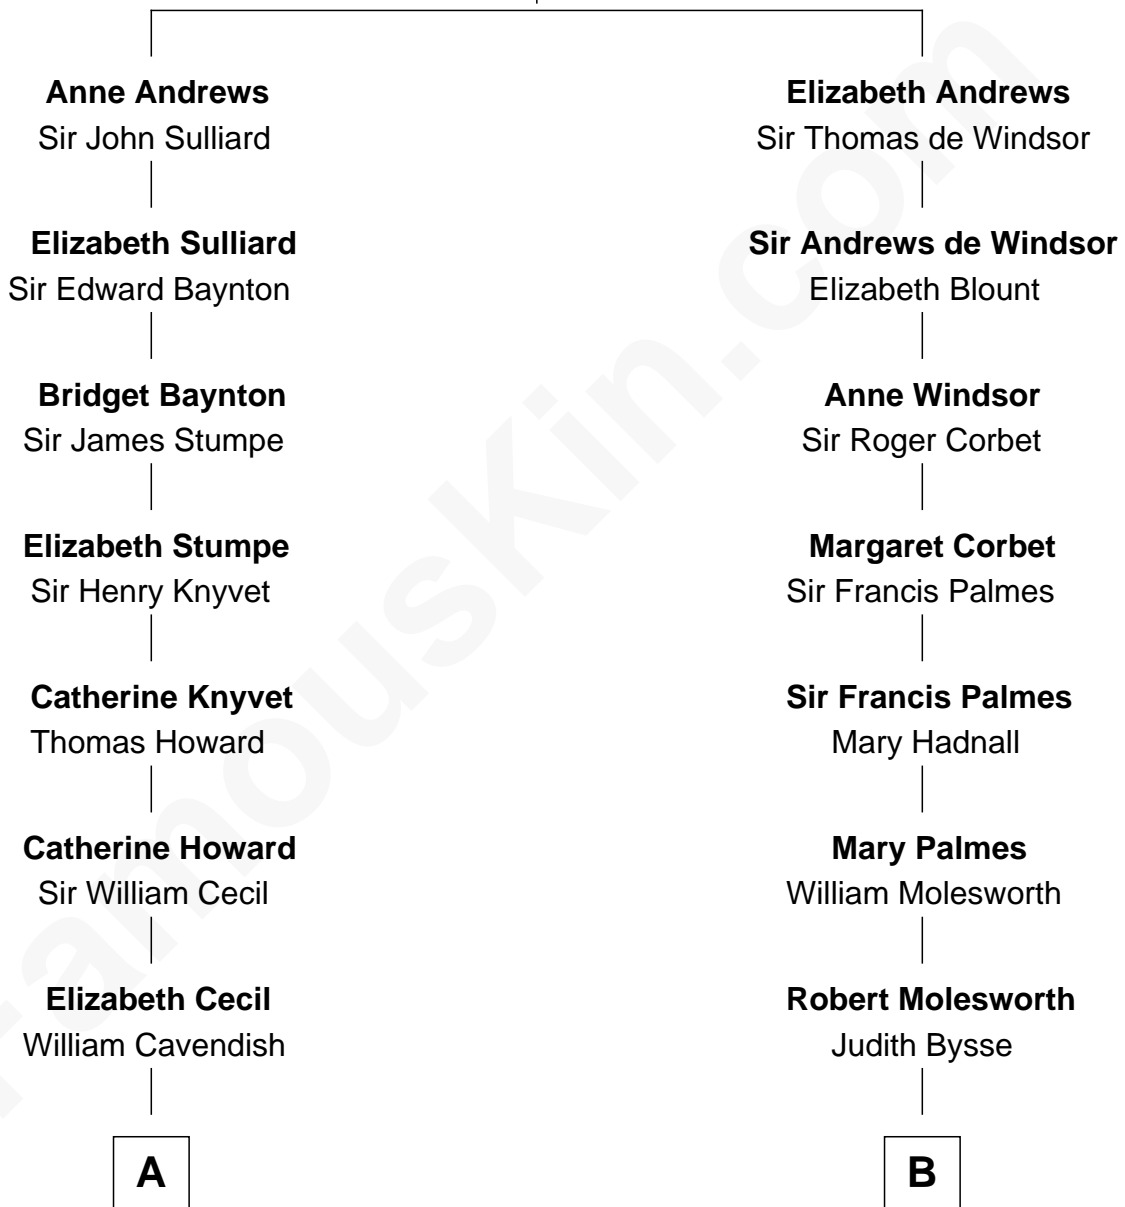 Anne Andrews
Sir John Sulliard
Elizabeth Sulliard
Sir Edward Baynton
Bridget Baynton
Sir James Stumpe
Elizabeth Stumpe
Sir Henry Knyvet
Catherine Knyvet
Thomas Howard
Catherine Howard
Sir William Cecil
Elizabeth Cecil
William Cavendish
A
Elizabeth Andrews
Sir Thomas de Windsor
Sir Andrews de Windsor
Elizabeth Blount
Anne Windsor
Sir Roger Corbet
Margaret Corbet
Sir Francis Palmes
Sir Francis Palmes
Mary Hadnall
Mary Palmes
William Molesworth
Robert Molesworth
Judith Bysse
B
FamousKin.com